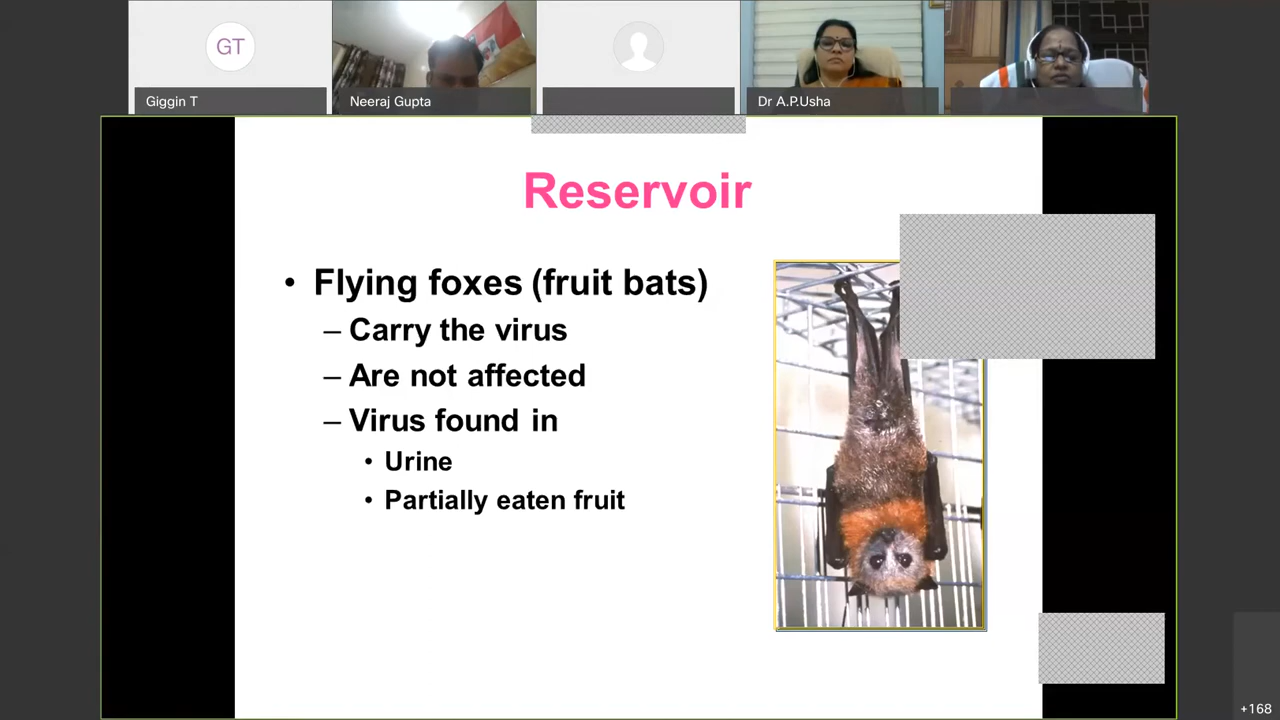 GT
Giggin T
Neeraj Gupta
Dr A.P.Usha
Reservoir
• Flying foxes (fruit bats)
– Carry the virus
– Are not affected
– Virus found in
• Urine
• Partially eaten fruit
+168